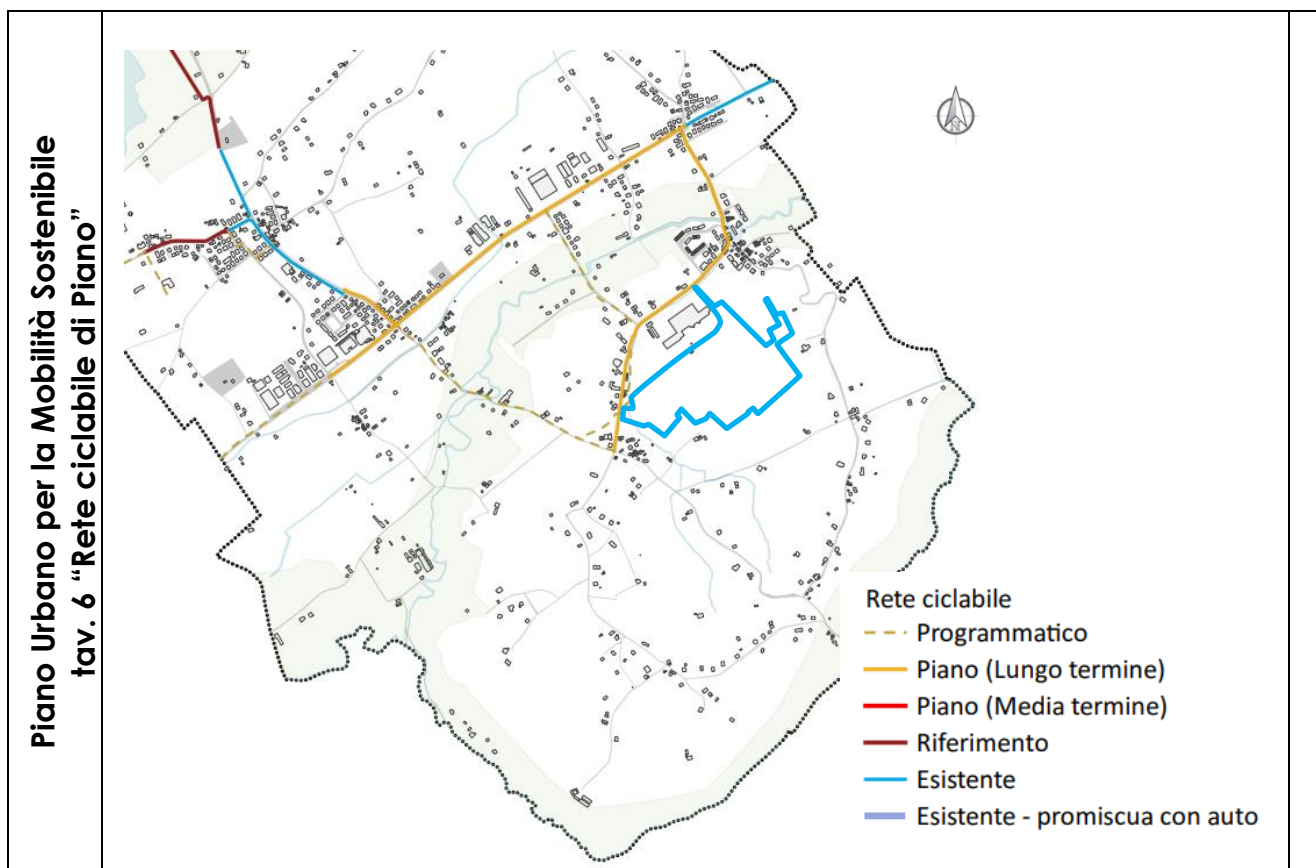 Piano Urbano per la Mobilità Sostenibile
tav. 6 “Rete ciclabile di Piano”
N
Rete ciclabile
Programmatico
Piano (Lungo termine)
Piano (Media termine)
Riferimento
Esistente
Esistente - promiscua con auto